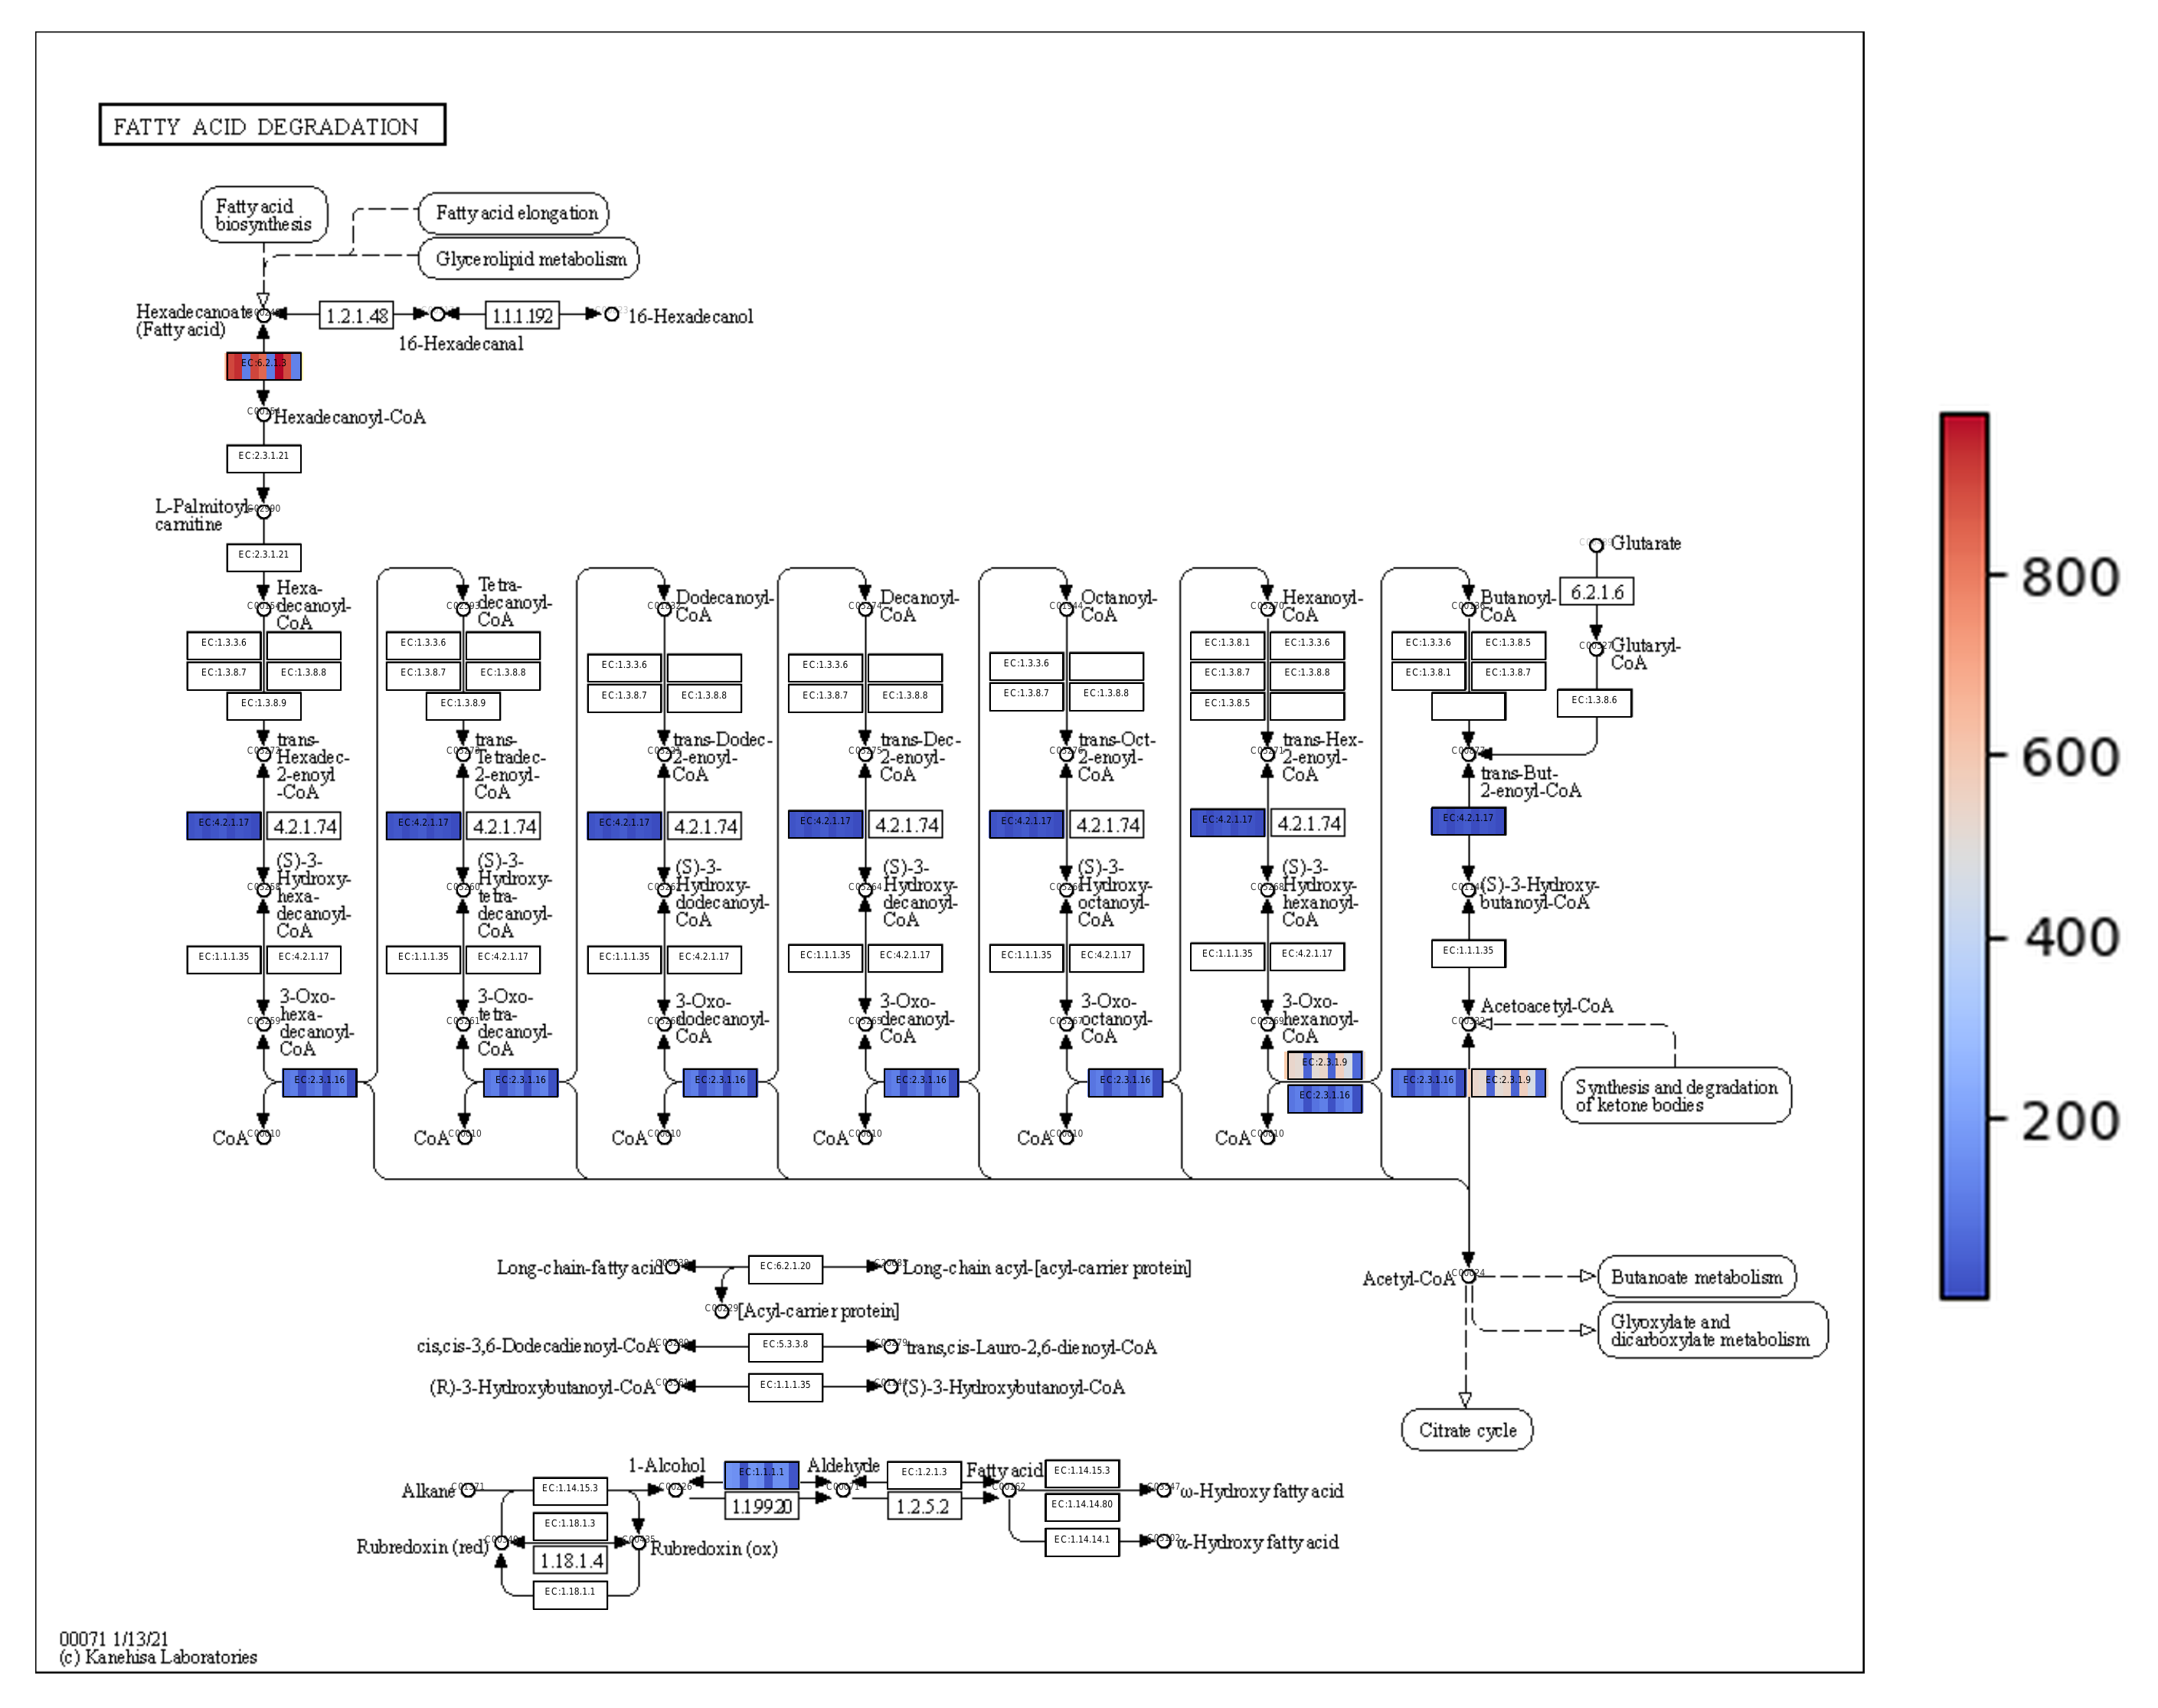 FATTY ACID DEGRADATION
Fatty acid
biosynthesis
Fatty acid elongation
Glycerolipid metabolism
Hexadecanoate
(Fatty acid)
1.2.1.48
1.1.1.192
16-Hexadecanol
16-Hexadecanal
EC:6.2.1.3
Hexadecanoyl-CoA
EC:2.3.1.21
L-Palmitoyl-
carnitine
EC:2.3.1.21
Glutarate
6.2.1.6
Glutaryl-
CoA
EC:1.3.8.6
Hexa-
decanoyl-
CoA
Tetra-
decanoyl-
CoA
Dodecanoyl-
CoA
Decanoyl-
CoA
Octanoyl-
CoA
Hexanoyl-
CoA
Butanoyl-
CoA
EC:1.3.3.6
EC:1.3.8.7 EC:1.3.8.8
EC:1.3.8.9
EC:1.3.3.6
EC:1.3.8.7 EC:1.3.8.8
EC:1.3.8.9
EC:1.3.3.6
EC:1.3.8.7 EC:1.3.8.8
EC:1.3.3.6
EC:1.3.8.7 EC:1.3.8.8
EC:1.3.3.6
EC:1.3.8.7 EC:1.3.8.8
EC:1.3.8.1 EC:1.3.3.6
EC:1.3.8.7 EC:1.3.8.8
EC:1.3.8.5
EC:1.3.3.6 EC:1.3.8.5
EC:1.3.8.1 EC:1.3.8.7
trans-
Hexadec-
2-enoyl
-CoA
trans-
Tetradec-
2-enoyl-
CoA
trans-Dodec-
2-enoyl-
CoA
trans-Dec-
2-enoyl-
CoA
trans-Oct-
2-enoyl-
CoA
trans-Hex-
2-enoyl-
CoA
trans-But-
2-enoyl-CoA
EC:4.2.1.17 4.2.1.74
EC:4.2.1.17 4.2.1.74
EC:4.2.1.17 4.2.1.74
EC:4.2.1.17 4.2.1.74
EC:4.2.1.17 4.2.1.74
EC:4.2.1.17 4.2.1.74
EC:4.2.1.17
(S)-3-
Hydroxy-
hexa-
decanoyl-
CoA
(S)-3-
Hydroxy-
tetra-
decanoyl-
CoA
(S)-3-
Hydroxy-
dodecanoyl-
CoA
(S)-3-
Hydroxy-
decanoyl-
CoA
(S)-3-
Hydroxy-
octanoyl-
CoA
(S)-3-
Hydroxy-
hexanoyl-
CoA
(S)-3-Hydroxy-
butanoyl-CoA
EC:1.1.1.35 EC:4.2.1.17
EC:1.1.1.35 EC:4.2.1.17
EC:1.1.1.35 EC:4.2.1.17
EC:1.1.1.35 EC:4.2.1.17
EC:1.1.1.35 EC:4.2.1.17
EC:1.1.1.35 EC:4.2.1.17
EC:1.1.1.35
3-Oxo-
hexa-
decanoyl-
CoA
3-Oxo-
tetra-
decanoyl-
CoA
3-Oxo-
dodecanoyl-
CoA
3-Oxo-
decanoyl-
CoA
3-Oxo-
octanoyl-
CoA
3-Oxo-
hexanoyl-
CoA
Acetoacetyl-CoA
EC:2.3.1.16
EC:2.3.1.16
EC:2.3.1.16
EC:2.3.1.16
EC:2.3.1.16
EC:2.3.1.9
EC:2.3.1.16
EC:2.3.1.16 EC:2.3.1.9
Synthesis and degradation
of ketone bodies
CoA
CoA
CoA
CoA
CoA
CoA
Long-chain-fatty acid
EC:6.2.1.20
Long-chain acyl-[acyl-carrier protein]
[Acyl-carrier protein]
cis,cis-3,6-Dodecadienoyl-CoA
EC:5.3.3.8
trans,cis-Lauro-2,6-dienoyl-CoA
(R)-3-Hydroxybutanoyl-CoA
EC:1.1.1.35
(S)-3-Hydroxybutanoyl-CoA
Acetyl-CoA
Butanoate metabolism
Glyoxylate and
dicarboxylate metabolism
Citrate cycle
Alkane
EC:1.14.15.3
1-Alcohol
EC:1.1.1.1
1.1.99.20
Aldehyde
EC:1.2.1.3
1.2.5.2
Fatty acid
EC:1.14.15.3
EC:1.14.14.80
EC:1.14.14.1
ω-Hydroxy fatty acid
α-Hydroxy fatty acid
EC:1.18.1.3
Rubredoxin (red)
1.18.1.4
Rubredoxin (ox)
EC:1.18.1.1
00071 1/13/21
(c) Kanehisa Laboratories
800
600
400
200